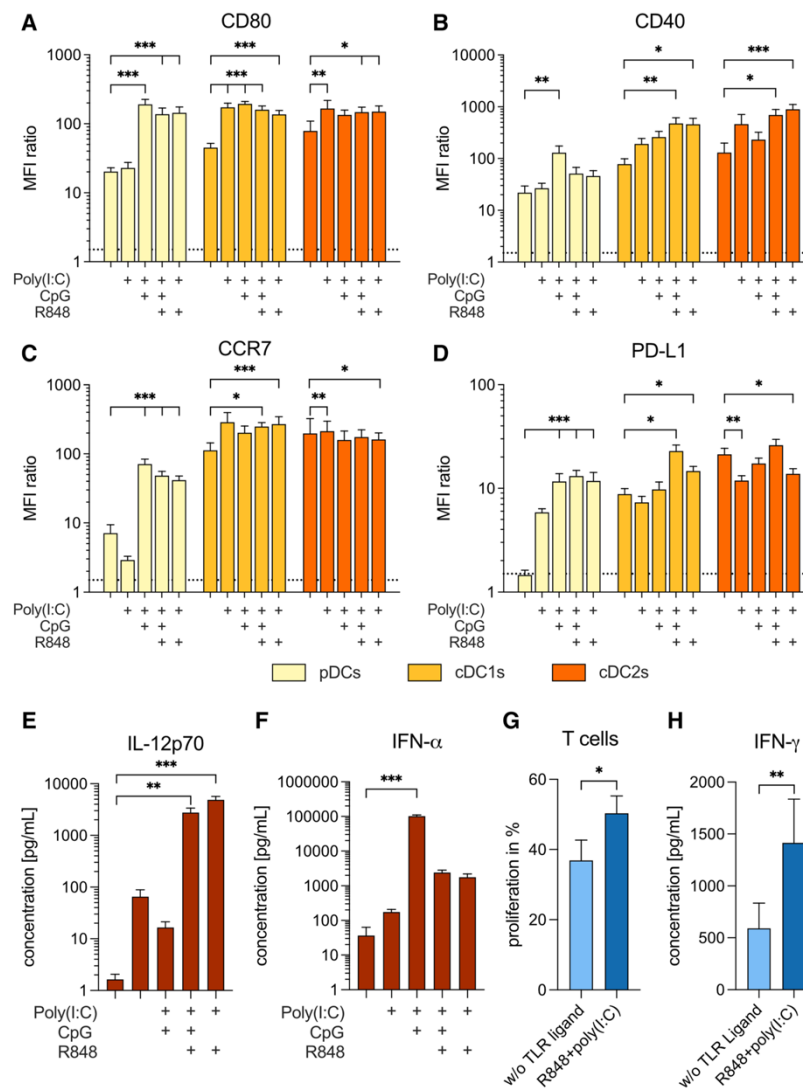 A
CD80
MFI ratio
1000
100
10
1
***
***
***
***
*
**
Poly(I:C) + + + + + + + + + + + +
CpG + + + + + +
R848 + + + + + +
B
CD40
MFI ratio
10000
1000
100
10
1
**
*
**
***
*
Poly(I:C) + + + + + + + + + + + +
CpG + + + + + +
R848 + + + + + +
C
CCR7
MFI ratio
1000
100
10
1
***
***
*
*
**
Poly(I:C) + + + + + + + + + + + +
CpG + + + + + +
R848 + + + + + +
D
PD-L1
MFI ratio
100
10
1
***
*
*
*
**
Poly(I:C) + + + + + + + + + + + +
CpG + + + + + +
R848 + + + + + +
pDCs cDC1s cDC2s
E
IL-12p70
concentration [pg/mL]
10000
1000
100
10
1
***
**
Poly(I:C) + + +
CpG + +
R848 + +
F
IFN-α
concentration [pg/mL]
1000000
100000
10000
1000
100
10
1
***
Poly(I:C) + + + +
CpG + +
R848 + +
G
T cells
proliferation in %
60
40
20
0
*
w/o TLR ligand
R848+poly(I:C)
H
IFN-γ
concentration [pg/mL]
2000
1500
1000
500
0
**
w/o TLR Ligand
R848+poly(I:C)